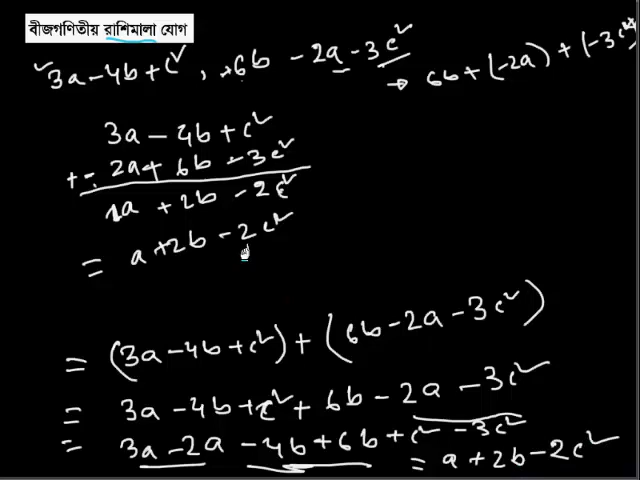 বীজগণিতীয় রাশিমালা যোগ
3a - 4b + c², +6b - 2a - 3c²
→ 6b + (-2a) + (-3c²)
3a - 4b + c²
+ - 2a + 6b - 3c²
1a + 2b - 2c²
= a + 2b - 2c²
= (3a - 4b + c²) + (6b - 2a - 3c²)
= 3a - 4b + c² + 6b - 2a - 3c²
= 3a - 2a - 4b + 6b + c² - 3c²
= a + 2b - 2c²